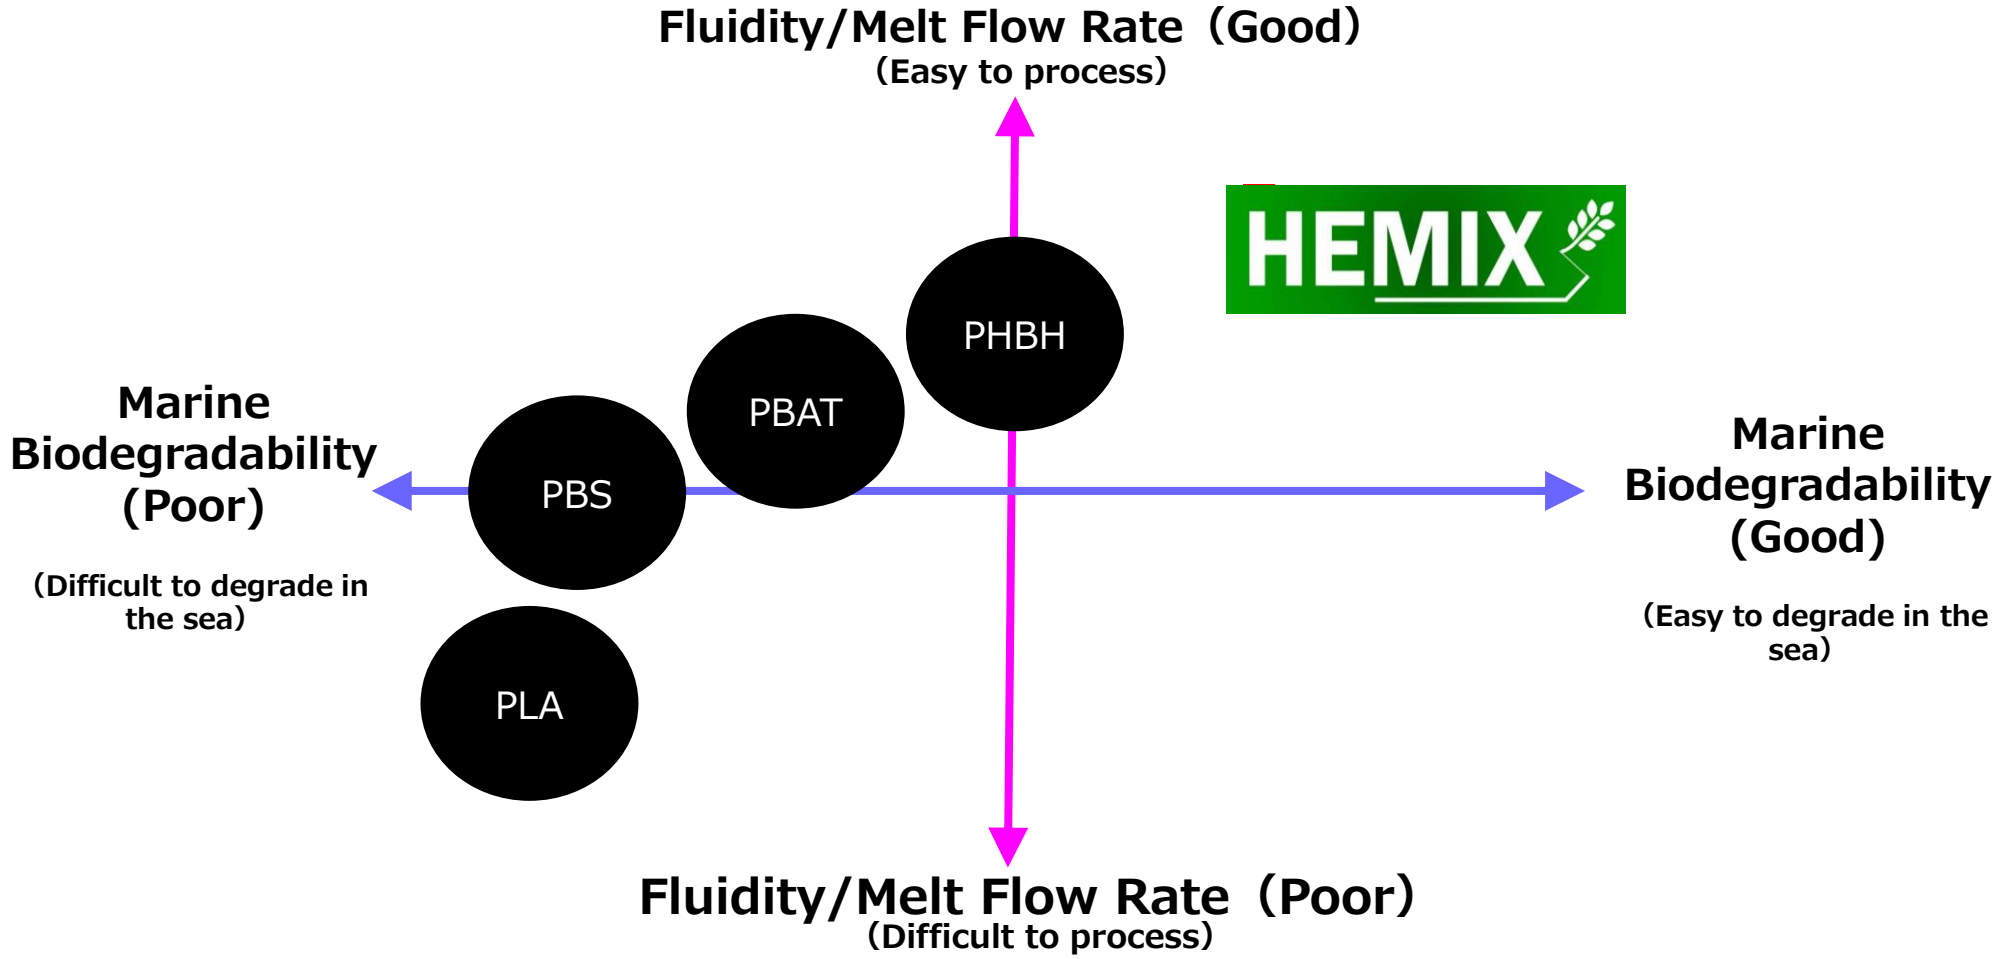 Fluidity/Melt Flow Rate（Good）
（Easy to process）
HEMIX
PHBH
PBAT
PBS
PLA
Marine
Biodegradability
(Poor)
（Difficult to degrade in
the sea）
Marine
Biodegradability
(Good)
（Easy to degrade in the
sea）
Fluidity/Melt Flow Rate（Poor）
（Difficult to process）